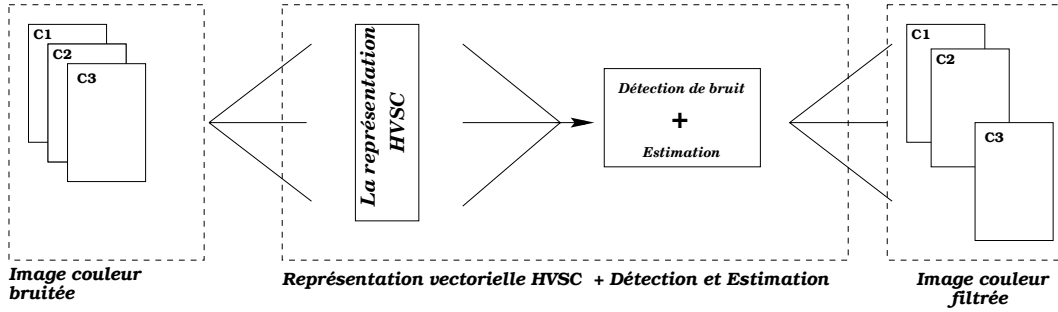 C1
C2
C3
Image couleur
bruitée
La représentation
HVSC
Détection de bruit
+
Estimation
Représentation vectorielle HVSC + Détection et Estimation
C1
C2
C3
Image couleur
filtrée